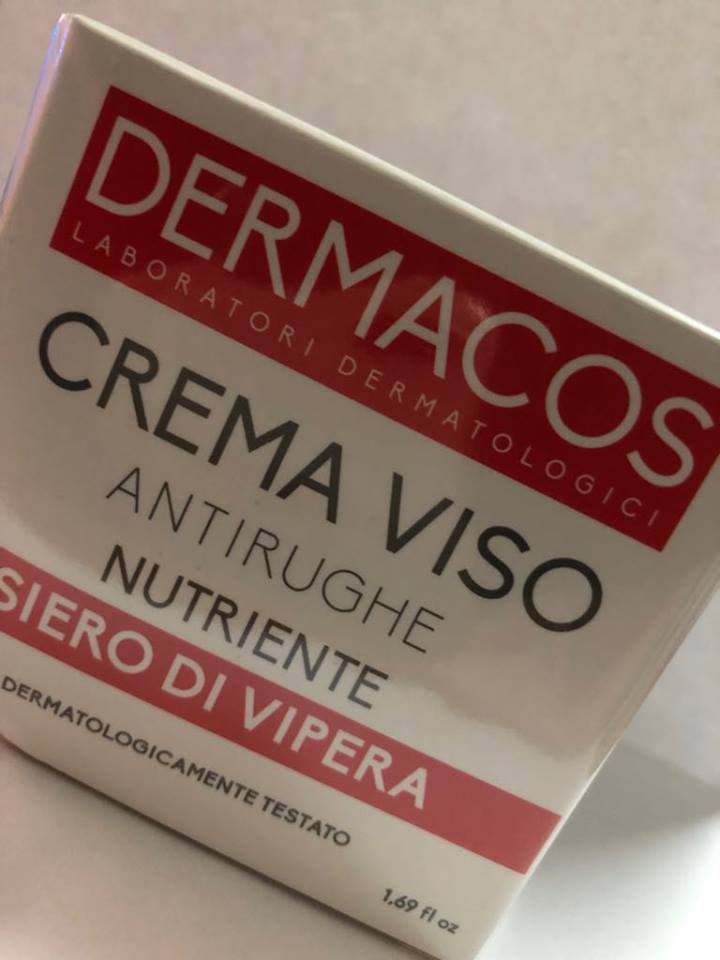 DERMACOS
LABORATORI DERMATOLOGICI
CREMA VISO
ANTIRUGHE
NUTRIENTE
SIERO DI VIPERA
DERMATOLOGICAMENTE TESTATO
1,69 fl oz